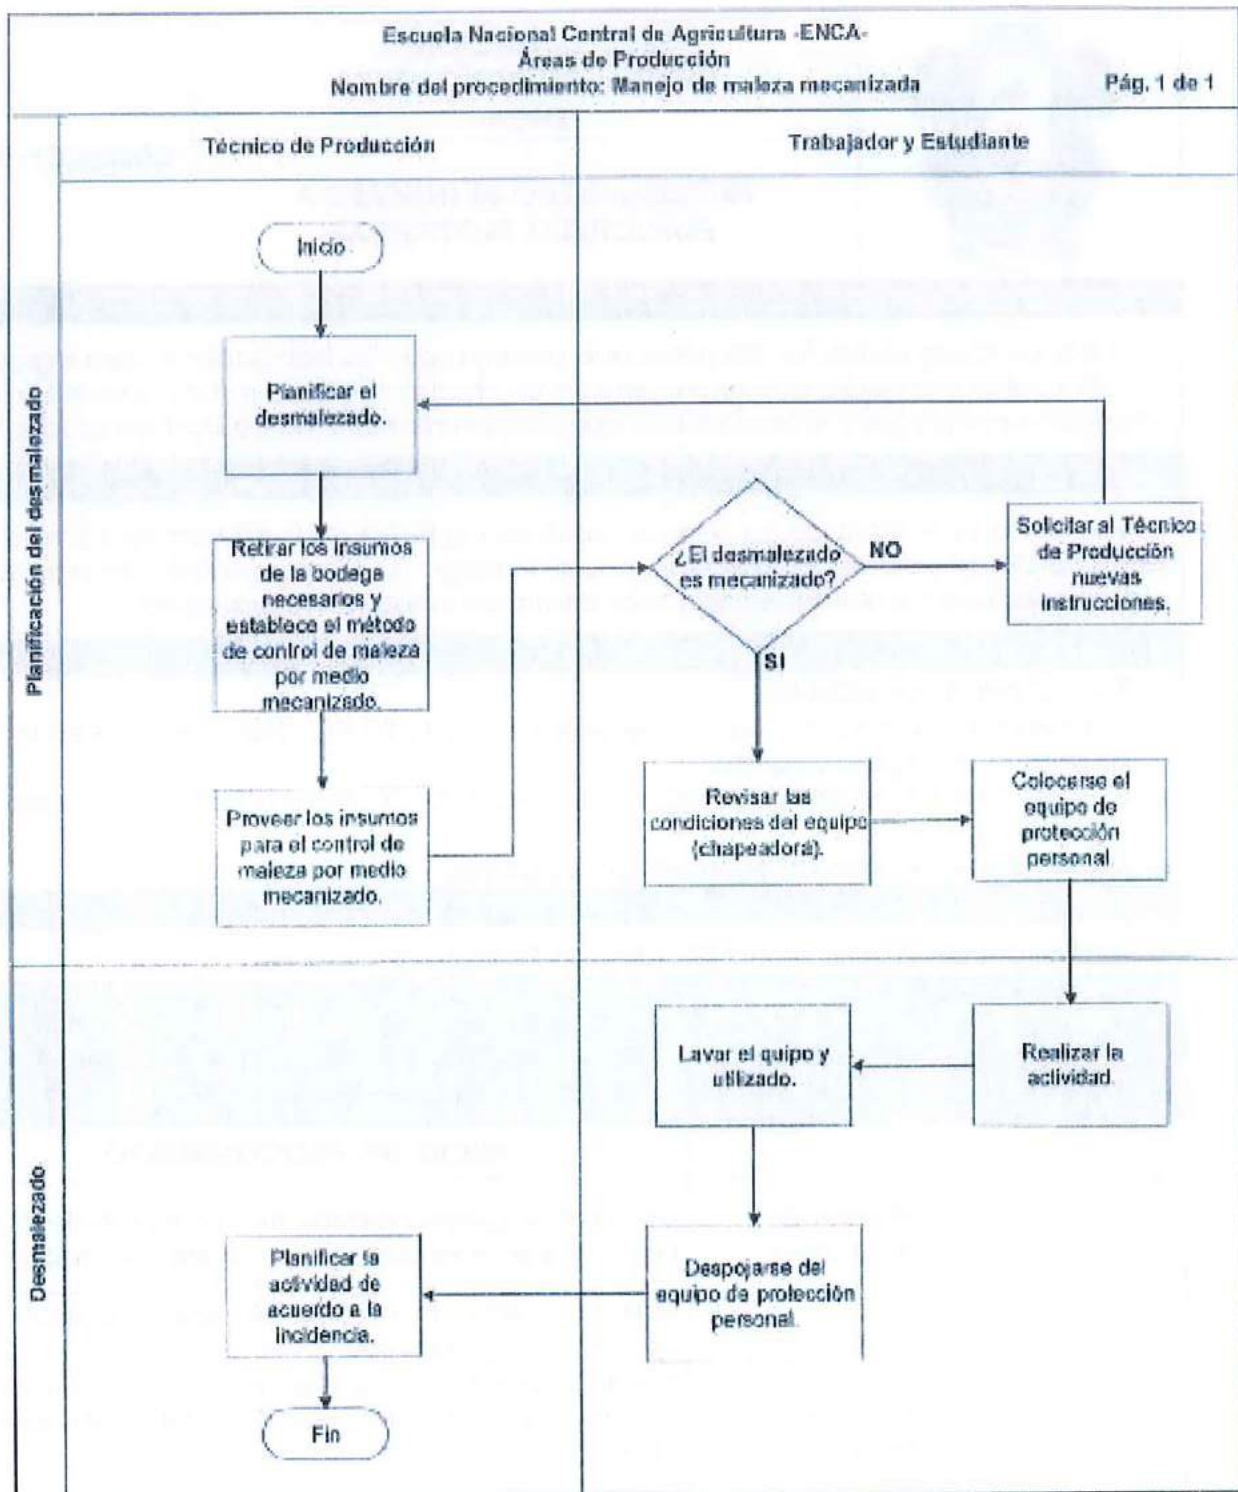 Escuela Nacional Central de Agricultura -ENCA-
Áreas de Producción
Nombre del procedimiento: Manejo de maleza mecanizada
Pág. 1 de 1
Técnico de Producción
Trabajador y Estudiante
Planificación del desmalezado
Inicio
Planificar el
desmalezado.
Retirar los insumos
de la bodega
necesarios y
establece el método
de control de maleza
por medio
mecanizado.
Proveer los insumos
para el control de
maleza por medio
mecanizado.
¿El desmalezado
es mecanizado?
NO
Solicitar al Técnico
de Producción
nuevas
instrucciones.
SI
Revisar las
condiciones del equipo
(chapeadora).
Colocarse el
equipo de
protección
personal
Desmalezado
Realizar la
actividad.
Lavar el quipo y
utilizado.
Despojarse del
equipo de protección
personal.
Planificar la
actividad de
acuerdo a la
incidencia.
Fin